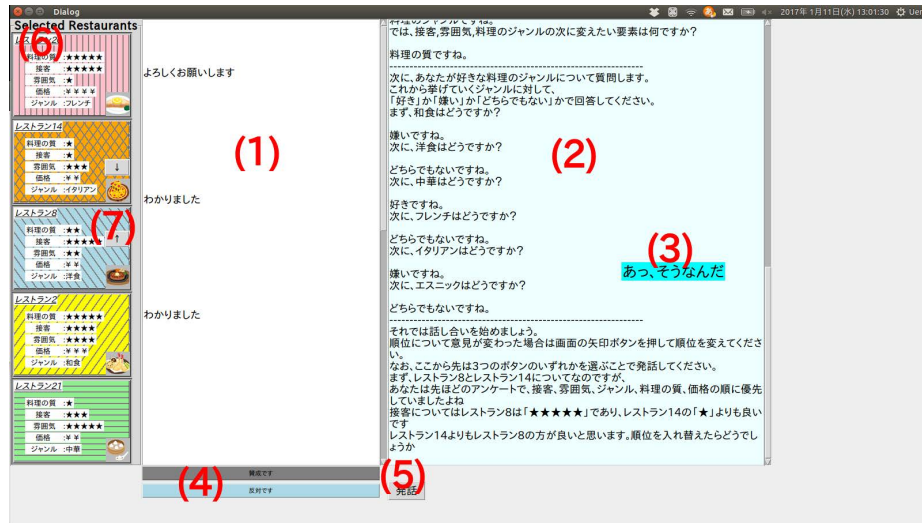 Dialog
2017年 1月11日(水) 13:01:30
Selected Restaurants
(6)
料理の質 :★★★★★
接客 :★★★★★
雰囲気 :★
価格 :￥￥￥￥
ジャンル :フレンチ
レストラン14
料理の質 :★
接客 :★
雰囲気 :★★★
価格 :￥￥
ジャンル :イタリアン
↓
レストラン8
(7)
料理の質 :★★
接客 :★★★★★
雰囲気 :★★
価格 :￥￥
ジャンル :洋食
↑
レストラン2
料理の質 :★★★★★
接客 :★★★★
雰囲気 :★★★★
価格 :￥￥￥
ジャンル :和食
レストラン21
料理の質 :★
接客 :★★★
雰囲気 :★★★★★
価格 :￥￥
ジャンル :中華
よろしくお願いします
(1)
わかりました
わかりました
料理のジャンルですね。
では、接客,雰囲気,料理のジャンルの次に変えたい要素は何ですか?
料理の質ですね。
次に、あなたが好きな料理のジャンルについて質問します。
これから挙げていくジャンルに対して、
「好き」か「嫌い」か「どちらでもない」かで回答してください。
まず、和食はどうですか?
嫌いですね。
次に、洋食はどうですか?
(2)
どちらでもないですね。
次に、中華はどうですか?
好きですね。
次に、フレンチはどうですか?
どちらでもないですね。
次に、イタリアンはどうですか?
(3)
あっ、そうなんだ
嫌いですね。
次に、エスニックはどうですか?
どちらでもないですね。
それでは話し合いを始めましょう。
順位について意見が変わった場合は画面の矢印ボタンを押して順位を変えてくださ
い。
なお、ここから先は3つのボタンのいずれかを選ぶことで発話してください。
まず、レストラン8とレストラン14についてなのですが、
あなたは先ほどのアンケートで、接客、雰囲気、ジャンル、料理の質、価格の順に優先
していましたよね
接客についてはレストラン8は「★★★★★」であり、レストラン14の「★」よりも良い
です
レストラン14よりもレストラン8の方が良いと思います。順位を入れ替えたらどうでし
ょうか
賛成です
(4)
反対です
(5)
発話